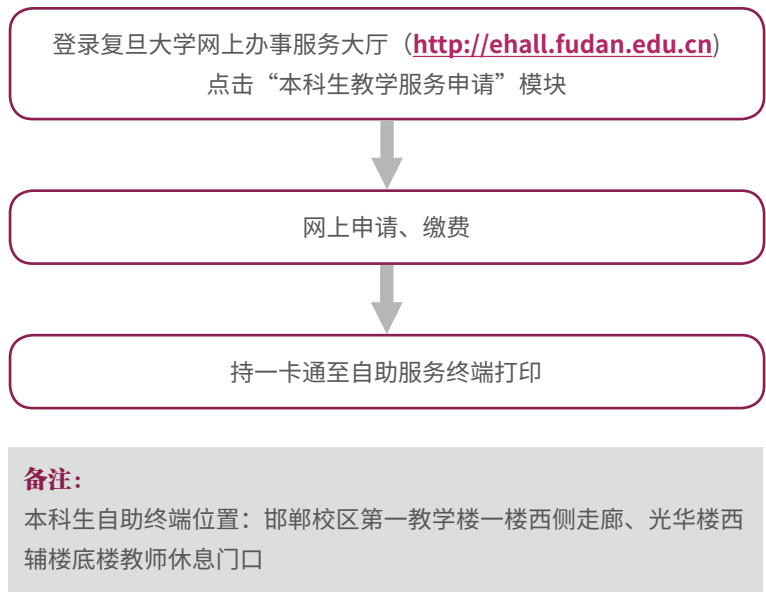 登录复旦大学网上办事服务大厅（http://ehall.fudan.edu.cn)
点击“本科生教学服务申请”模块
网上申请、缴费
持一卡通至自助服务终端打印
备注：
本科生自助终端位置：邯郸校区第一教学楼一楼西侧走廊、光华楼西
辅楼底楼教师休息门口